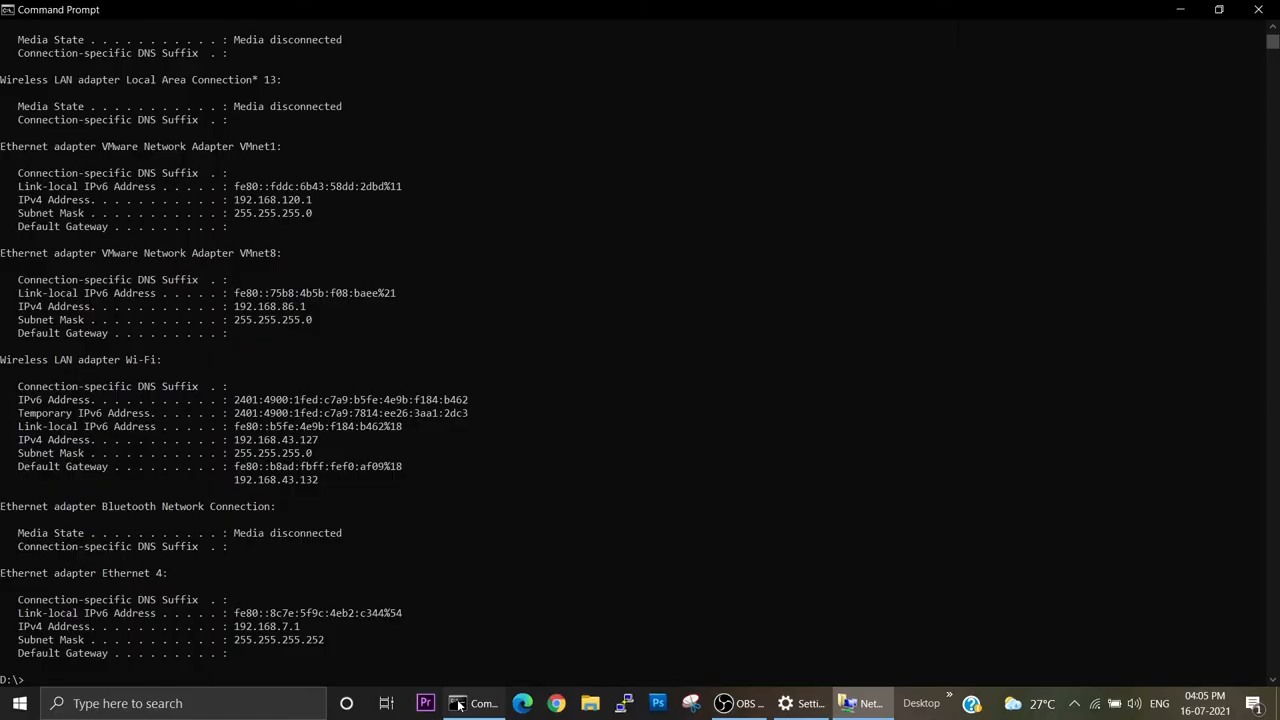 Command Prompt
Media State . . . . . . . . . . . : Media disconnected
Connection-specific DNS Suffix  . :
Wireless LAN adapter Local Area Connection* 13:
Media State . . . . . . . . . . . : Media disconnected
Connection-specific DNS Suffix  . :
Ethernet adapter VMware Network Adapter VMnet1:
Connection-specific DNS Suffix  . :
Link-local IPv6 Address . . . . . : fe80::fddc:6b43:58dd:2dbd%11
IPv4 Address. . . . . . . . . . . : 192.168.120.1
Subnet Mask . . . . . . . . . . . : 255.255.255.0
Default Gateway . . . . . . . . . :
Ethernet adapter VMware Network Adapter VMnet8:
Connection-specific DNS Suffix  . :
Link-local IPv6 Address . . . . . : fe80::75b8:4b5b:f08:baee%21
IPv4 Address. . . . . . . . . . . : 192.168.86.1
Subnet Mask . . . . . . . . . . . : 255.255.255.0
Default Gateway . . . . . . . . . :
Wireless LAN adapter Wi-Fi:
Connection-specific DNS Suffix  . :
IPv6 Address. . . . . . . . . . . : 2401:4900:1fed:c7a9:b5fe:4e9b:f184:b462
Temporary IPv6 Address. . . . . . : 2401:4900:1fed:c7a9:7814:ee26:3aa1:2dc3
Link-local IPv6 Address . . . . . : fe80::b5fe:4e9b:f184:b462%18
IPv4 Address. . . . . . . . . . . : 192.168.43.127
Subnet Mask . . . . . . . . . . . : 255.255.255.0
Default Gateway . . . . . . . . . : fe80::b8ad:fbff:fef0:af09%18
192.168.43.132
Ethernet adapter Bluetooth Network Connection:
Media State . . . . . . . . . . . : Media disconnected
Connection-specific DNS Suffix  . :
Ethernet adapter Ethernet 4:
Connection-specific DNS Suffix  . :
Link-local IPv6 Address . . . . . : fe80::8c7e:5f9c:4eb2:c344%54
IPv4 Address. . . . . . . . . . . : 192.168.7.1
Subnet Mask . . . . . . . . . . . : 255.255.255.252
Default Gateway . . . . . . . . . :
D:\>
Type here to search Pr Com... Ps OBS ... Setti... Net... Desktop » 27°C ENG 04:05 PM
16-07-2021 1